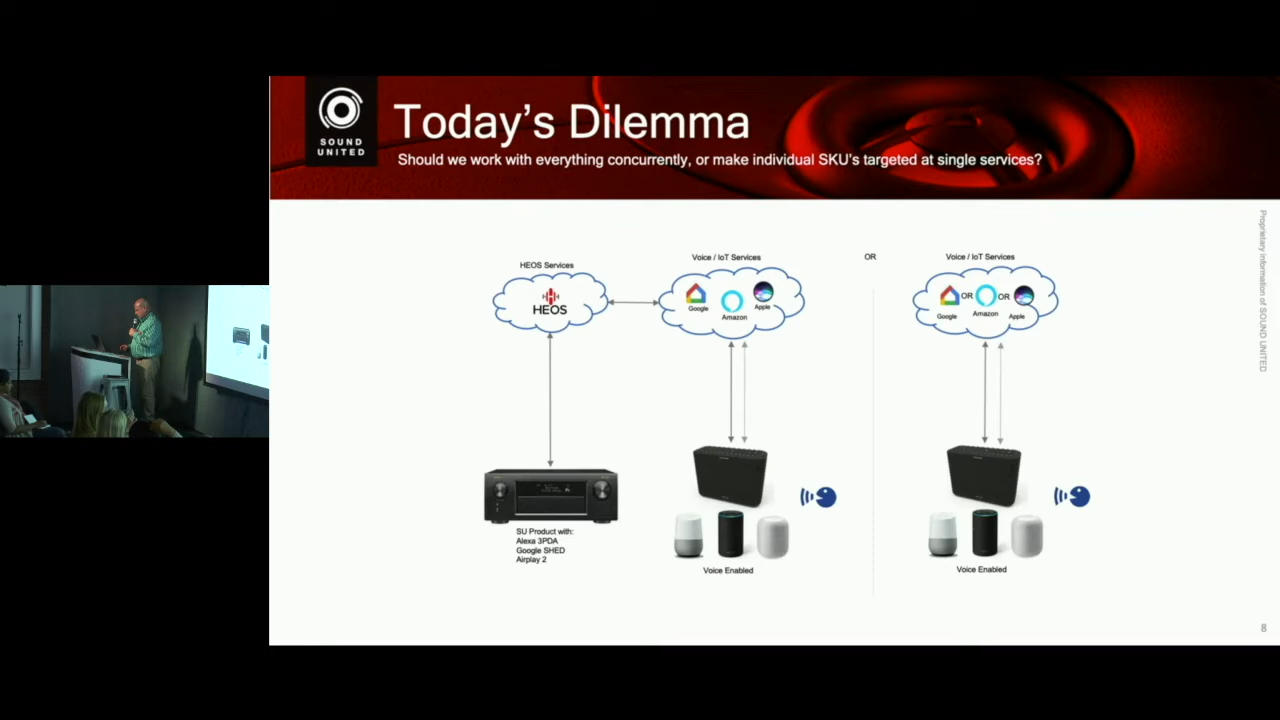 SOUND
UNITED
Today's Dilemma
Should we work with everything concurrently, or make individual SKU's targeted at single services?
HEOS Services
HEOS
Voice / IoT Services
Google
Amazon
Apple
OR
Voice / IoT Services
OR
OR
Google
Amazon
Apple
SU Product with:
Alexa 3PDA
Google SHED
Airplay 2
Voice Enabled
Voice Enabled
Proprietary information of SOUND UNITED
8